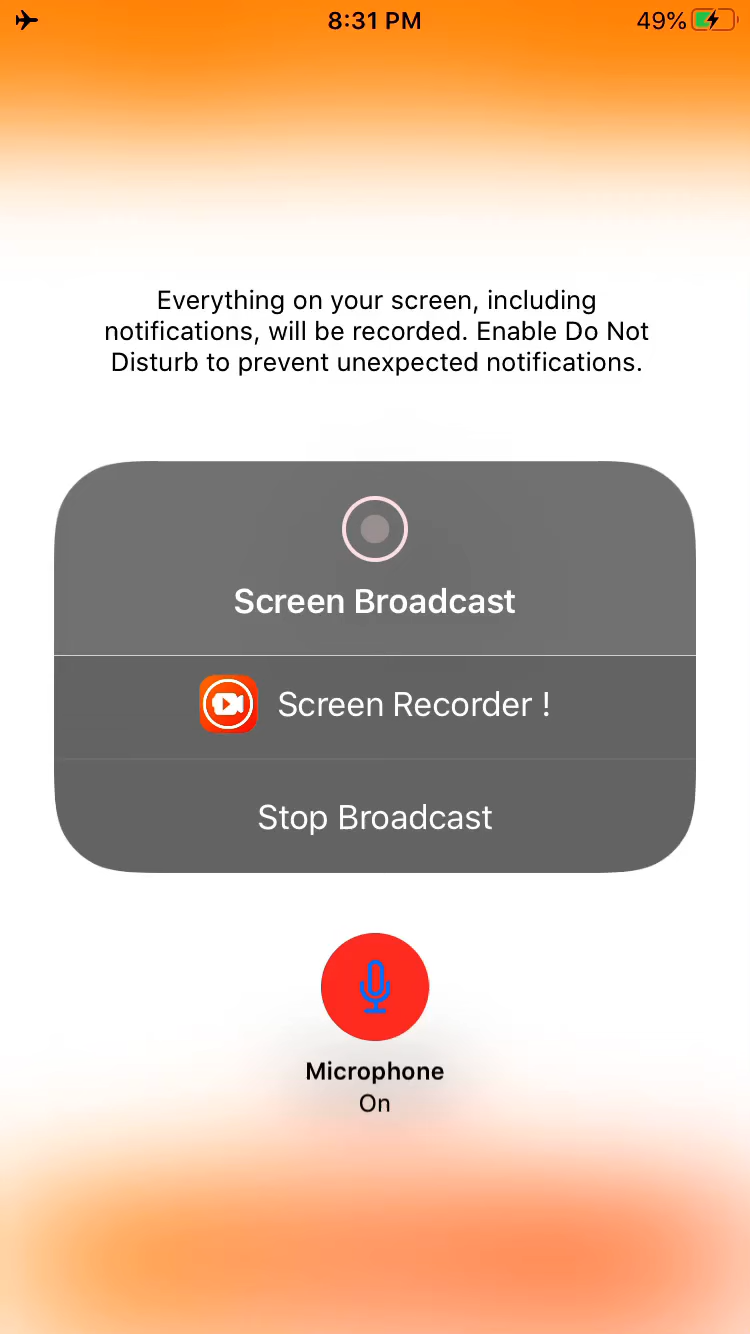 8:31 PM
49%
Everything on your screen, including
notifications, will be recorded. Enable Do Not
Disturb to prevent unexpected notifications.
Screen Broadcast
Screen Recorder !
Stop Broadcast
Microphone
On